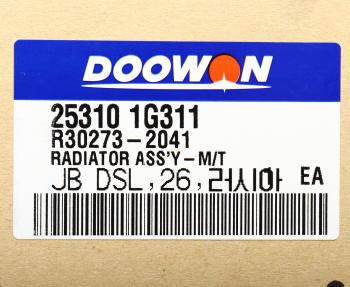 DOOWON
25310 1G311
R30273-2041
RADIATOR ASS'Y-M/T
JB DSL,26,러시아 EA